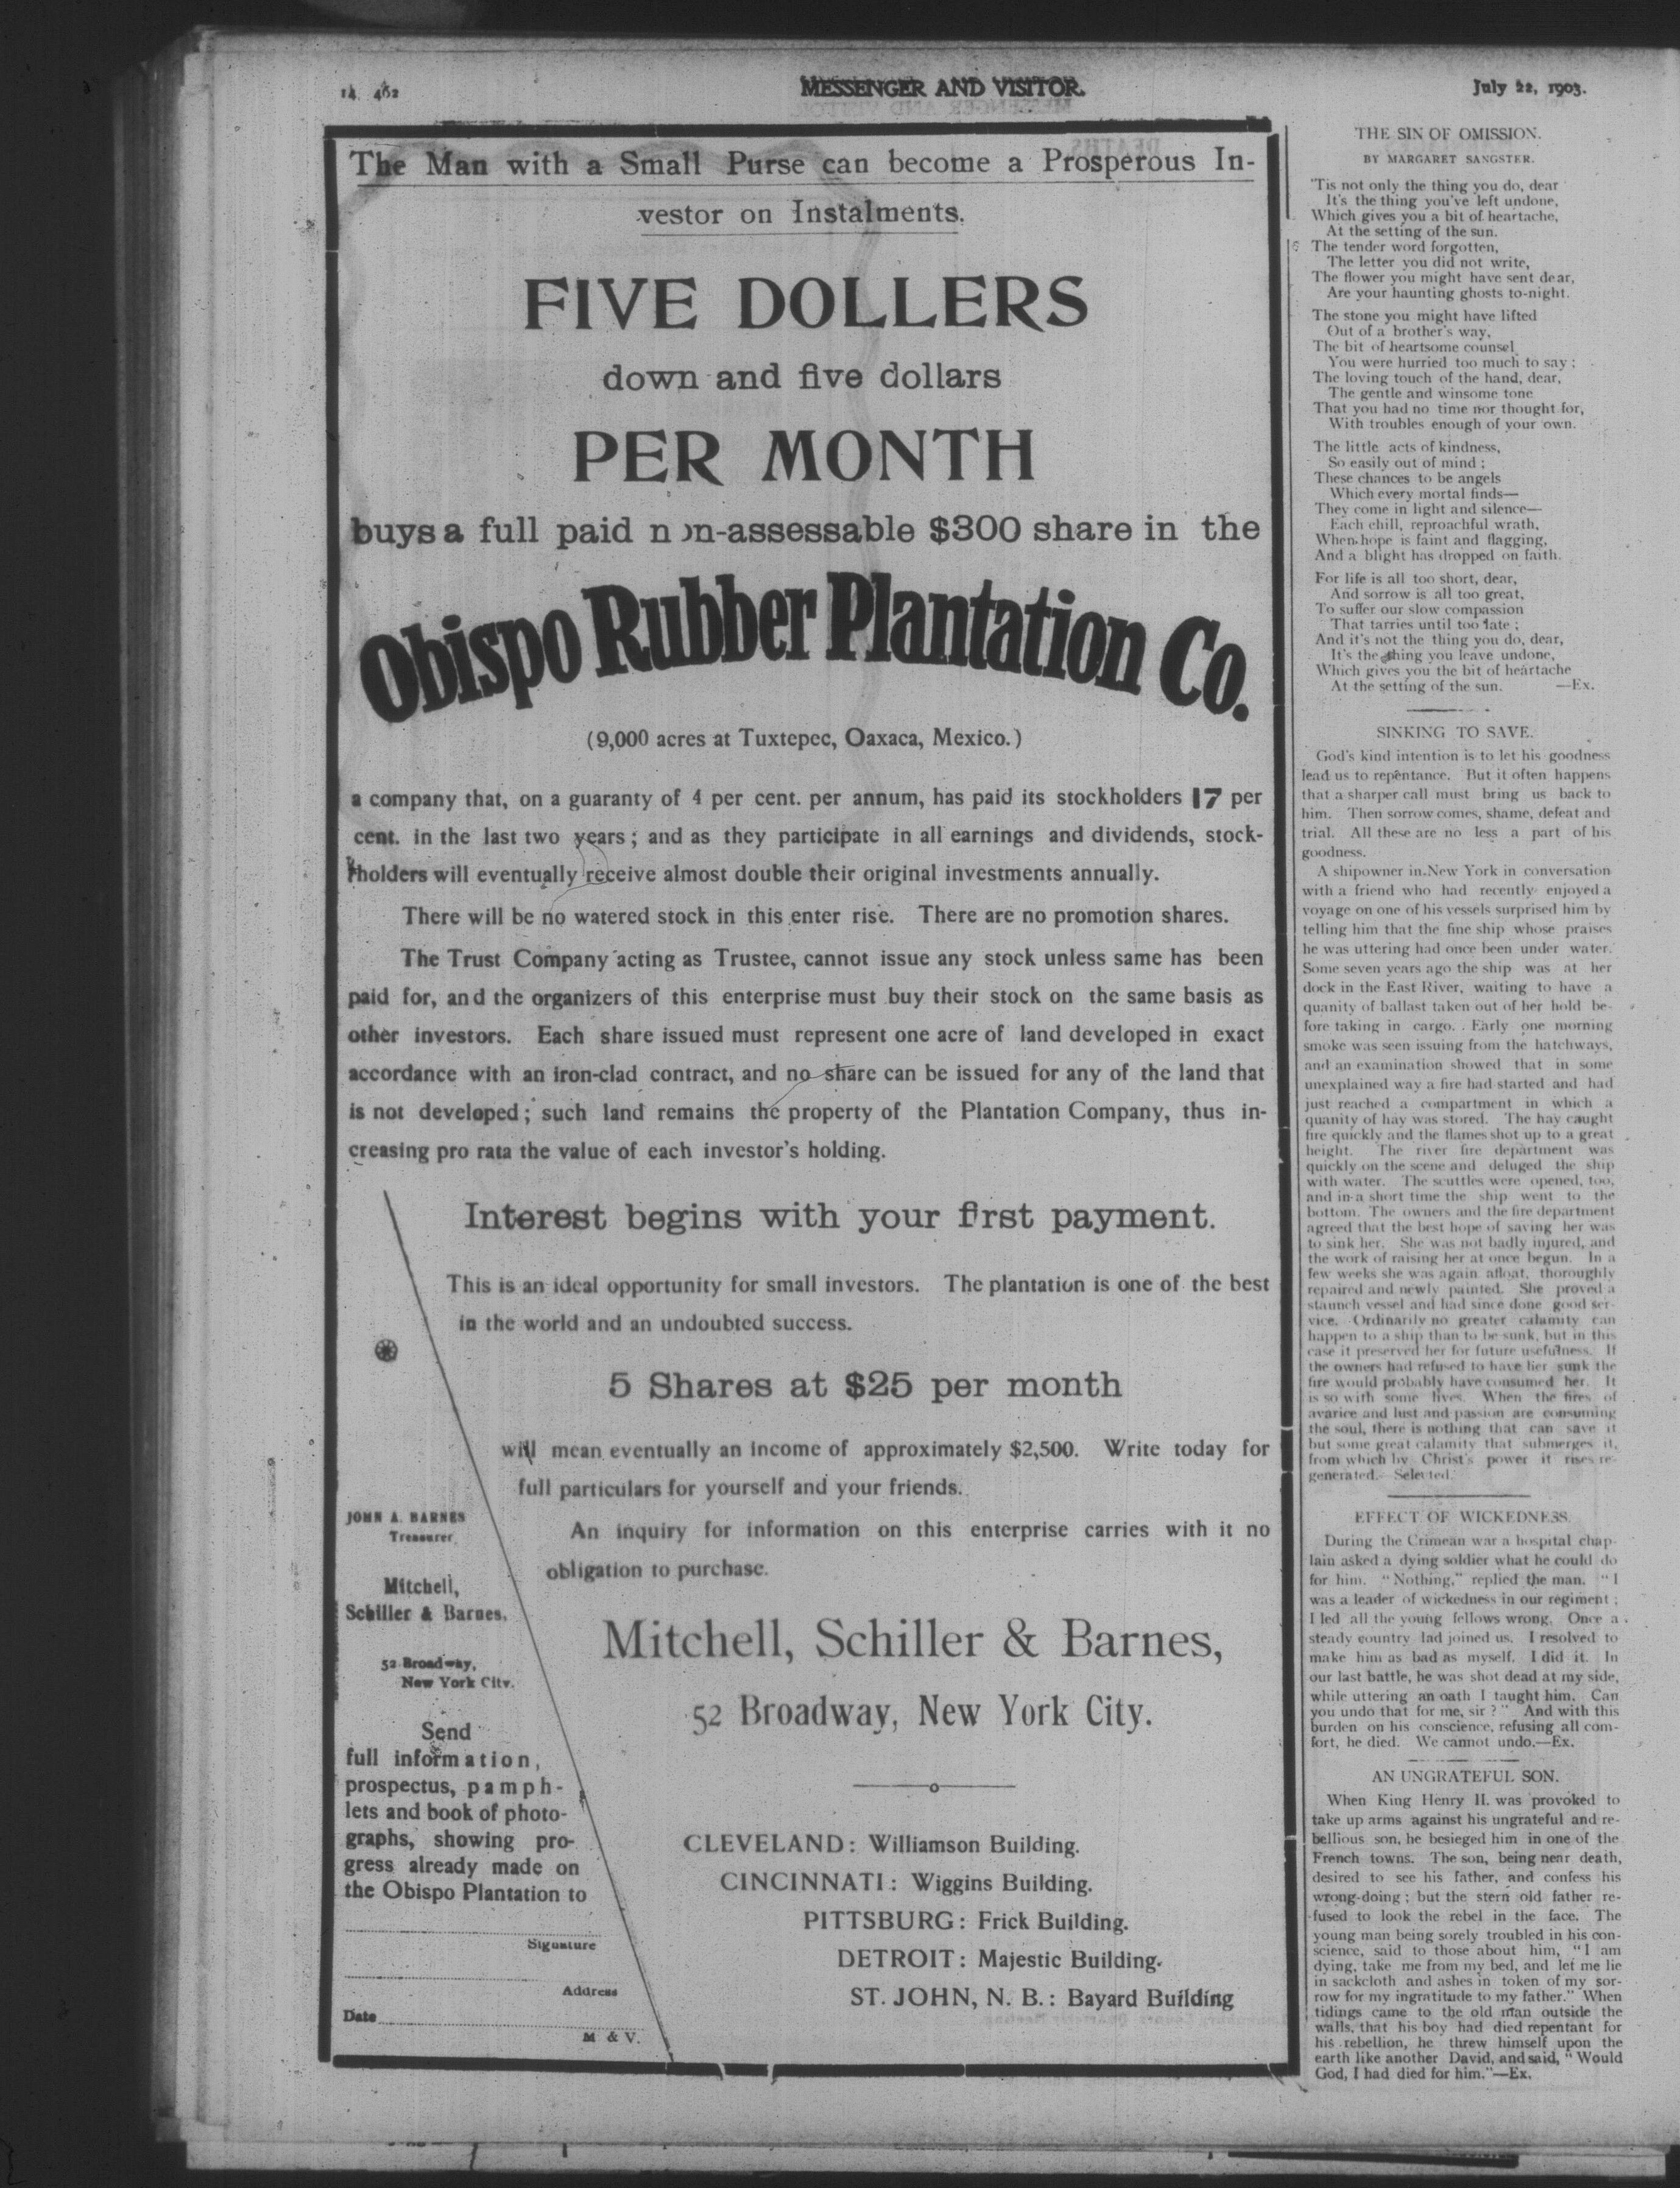 14 462
MESSENGER AND VISITOR.
July 22, 1903.
The Man with a Small Purse can become a Prosperous In-
vestor on Instalments.
FIVE DOLLERS
down and five dollars
PER MONTH
buys a full paid n n-assessable $300 share in the
Obispo Rubber Plantation Co.
(9,000 acres at Tuxtepec, Oaxaca, Mexico.)
a company that, on a guaranty of 4 per cent. per annum, has paid its stockholders 17 per
cent. in the last two years; and as they participate in all earnings and dividends, stock-
holders will eventually receive almost double their original investments annually.
There will be no watered stock in this enter rise. There are no promotion shares.
The Trust Company acting as Trustee, cannot issue any stock unless same has been
paid for, and the organizers of this enterprise must buy their stock on the same basis as
other investors. Each share issued must represent one acre of land developed in exact
accordance with an iron-clad contract, and no share can be issued for any of the land that
is not developed; such land remains the property of the Plantation Company, thus in-
creasing pro rata the value of each investor's holding.
Interest begins with your first payment.
This is an ideal opportunity for small investors. The plantation is one of the best
in the world and an undoubted success.
5 Shares at $25 per month
will mean eventually an income of approximately $2,500. Write today for
full particulars for yourself and your friends.
An inquiry for information on this enterprise carries with it no
obligation to purchase.
Mitchell, Schiller & Barnes,
52 Broadway, New York City.
CLEVELAND: Williamson Building.
CINCINNATI: Wiggins Building.
PITTSBURG: Frick Building.
DETROIT: Majestic Building.
ST. JOHN, N. B.: Bayard Building
JOHN A. BARNES
Treasurer
Mitchell,
Schiller & Barnes,
52 Broadway,
New York City.
Send
full information,
prospectus, pamph-
lets and book of photo-
graphs, showing pro-
gress already made on
the Obispo Plantation to
Signature
Address
Date
M & V.
THE SIN OF OMISSION.
BY MARGARET SANGSTER.
'Tis not only the thing you do, dear
It's the thing you've left undone,
Which gives you a bit of heartache,
At the setting of the sun.
The tender word forgotten,
The letter you did not write,
The flower you might have sent dear,
Are your haunting ghosts to-night.
The stone you might have lifted
Out of a brother's way,
The bit of heartsome counsel
You were hurried too much to say;
The loving touch of the hand, dear,
The gentle and winsome tone
That you had no time nor thought for,
With troubles enough of your own.
The little acts of kindness,
So easily out of mind;
These chances to be angels
Which every mortal finds—
They come in light and silence—
Each chill, reproachful wrath,
When hope is faint and flagging,
And a blight has dropped on faith.
For life is all too short, dear,
And sorrow is all too great,
To suffer our slow compassion
That tarries until too late;
And it's not the thing you do, dear,
It's the thing you leave undone,
Which gives you the bit of heartache
At the setting of the sun. —Ex.
SINKING TO SAVE.
God's kind intention is to let his goodness
lead us to repentance. But it often happens
that a sharper call must bring us back to
him. Then sorrow comes, shame, defeat and
trial. All these are no less a part of his
goodness.
A shipowner in New York in conversation
with a friend who had recently enjoyed a
voyage on one of his vessels surprised him by
telling him that the fine ship whose praises
he was uttering had once been under water.
Some seven years ago the ship was at her
dock in the East River, waiting to have a
quanity of ballast taken out of her hold be-
fore taking in cargo. Early one morning
smoke was seen issuing from the hatchways,
and an examination showed that in some
unexplained way a fire had started and had
just reached a compartment in which a
quanity of hay was stored. The hay caught
fire quickly and the flames shot up to a great
height. The river fire department was
quickly on the scene and deluged the ship
with water. The scuttles were opened, too,
and in a short time the ship went to the
bottom. The owners and the fire department
agreed that the best hope of saving her was
to sink her. She was not badly injured, and
the work of raising her at once begun. In a
few weeks she was again afloat, thoroughly
repaired and newly painted. She proved a
staunch vessel and had since done good ser-
vice. Ordinarily no greater calamity can
happen to a ship than to be sunk, but in this
case it preserved her for future usefulness. If
the owners had refused to have her sunk the
fire would probably have consumed her. It
is so with some lives. When the fires of
avarice and lust and passion are consuming
the soul, there is nothing that can save it
but some great calamity that submerges it,
from which by Christ's power it rises re-
generated.—Selected.
EFFECT OF WICKEDNESS.
During the Crimean war a hospital chap-
lain asked a dying soldier what he could do
for him. "Nothing," replied the man. "I
was a leader of wickedness in our regiment;
I led all the young fellows wrong. Once a
steady country lad joined us. I resolved to
make him as bad as myself. I did it. In
our last battle, he was shot dead at my side,
while uttering an oath I taught him. Can
you undo that for me, sir?" And with this
burden on his conscience, refusing all com-
fort, he died. We cannot undo.—Ex.
AN UNGRATEFUL SON.
When King Henry II. was provoked to
take up arms against his ungrateful and re-
bellious son, he besieged him in one of the
French towns. The son, being near death,
desired to see his father, and confess his
wrong-doing; but the stern old father re-
fused to look the rebel in the face. The
young man being sorely troubled in his con-
science, said to those about him, "I am
dying, take me from my bed, and let me lie
in sackcloth and ashes in token of my sor-
row for my ingratitude to my father." When
tidings came to the old man outside the
walls, that his boy had died repentant for
his rebellion, he threw himself upon the
earth like another David, and said, "Would
God, I had died for him."—Ex.